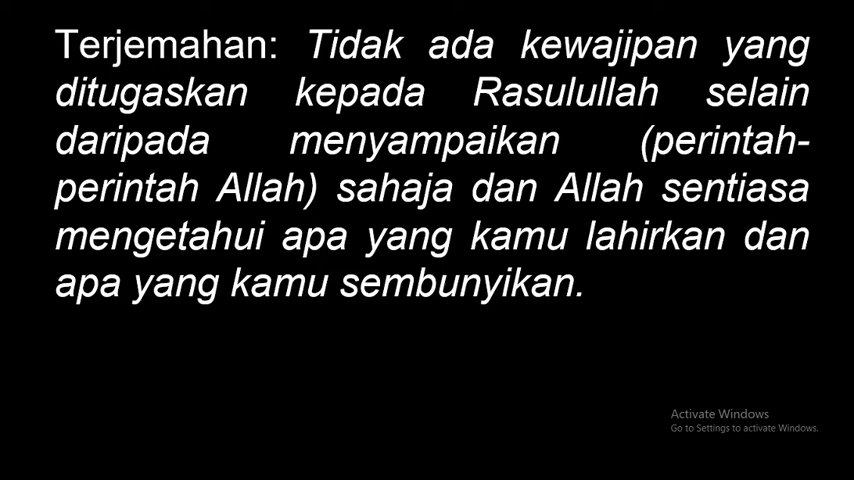 Terjemahan: Tidak ada kewajipan yang
ditugaskan kepada Rasulullah selain
daripada menyampaikan (perintah-
perintah Allah) sahaja dan Allah sentiasa
mengetahui apa yang kamu lahirkan dan
apa yang kamu sembunyikan.
Activate Windows
Go to Settings to activate Windows.